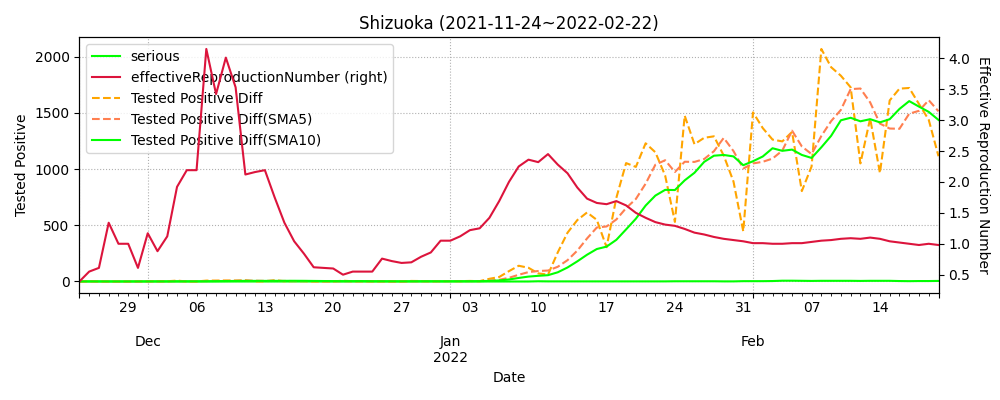 Shizuoka (2021-11-24~2022-02-22)
serious
effectiveReproductionNumber (right)
Tested Positive Diff
Tested Positive Diff(SMA5)
Tested Positive Diff(SMA10)
Tested Positive
2000
1500
1000
500
0
Effective Reproduction Number
4.0
3.5
3.0
2.5
2.0
1.5
1.0
0.5
29 06 13 20 27 03 10 17 24 31 07 14
Dec Jan Feb
2022
Date